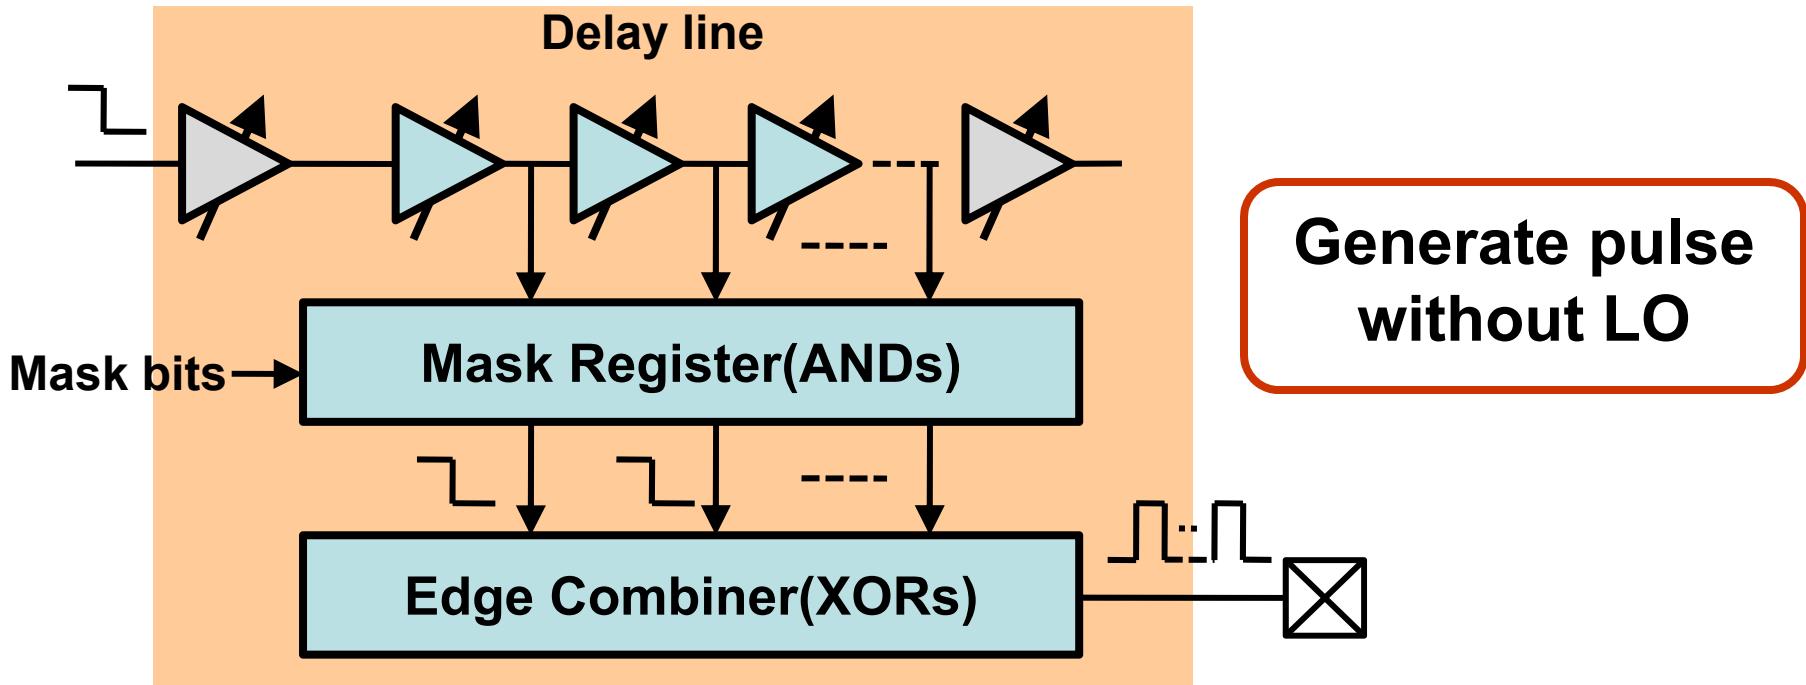 Delay line
Generate pulse
without LO
Mask Register(ANDs)
Mask bits
Edge Combiner(XORs)